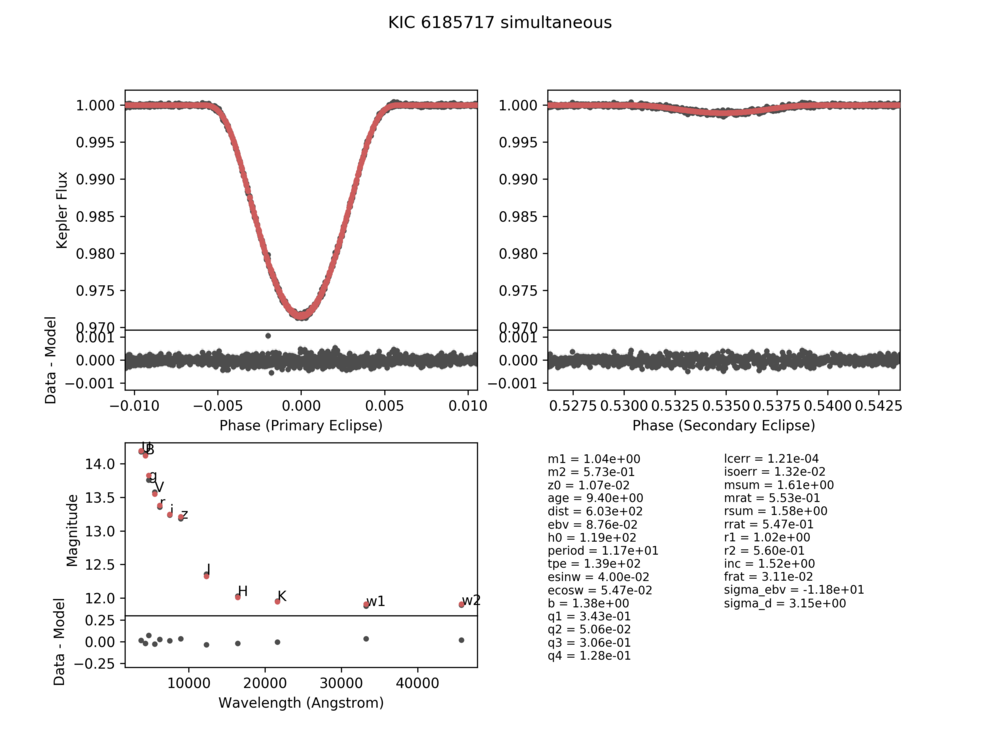 KIC 6185717 simultaneous
1.000
0.995
0.990
0.985
0.980
0.975
0.970
Kepler Flux
1.000
0.995
0.990
0.985
0.980
0.975
0.970
0.001
0.000
−0.001
Data - Model
0.001
0.000
−0.001
−0.010 −0.005 0.000 0.005 0.010
Phase (Primary Eclipse)
0.5275 0.5300 0.5325 0.5350 0.5375 0.5400 0.5425
Phase (Secondary Eclipse)
14.0
13.5
13.0
12.5
12.0
Magnitude
U
B
g
V
r
i
z
J
H
K
w1
w2
0.25
0.00
−0.25
Data - Model
10000 20000 30000 40000
Wavelength (Angstrom)
m1 = 1.04e+00
m2 = 5.73e-01
z0 = 1.07e-02
age = 9.40e+00
dist = 6.03e+02
ebv = 8.76e-02
h0 = 1.19e+02
period = 1.17e+01
tpe = 1.39e+02
esinw = 4.00e-02
ecosw = 5.47e-02
b = 1.38e+00
q1 = 3.43e-01
q2 = 5.06e-02
q3 = 3.06e-01
q4 = 1.28e-01
lcerr = 1.21e-04
isoerr = 1.32e-02
msum = 1.61e+00
mrat = 5.53e-01
rsum = 1.58e+00
rrat = 5.47e-01
r1 = 1.02e+00
r2 = 5.60e-01
inc = 1.52e+00
frat = 3.11e-02
sigma_ebv = -1.18e+01
sigma_d = 3.15e+00